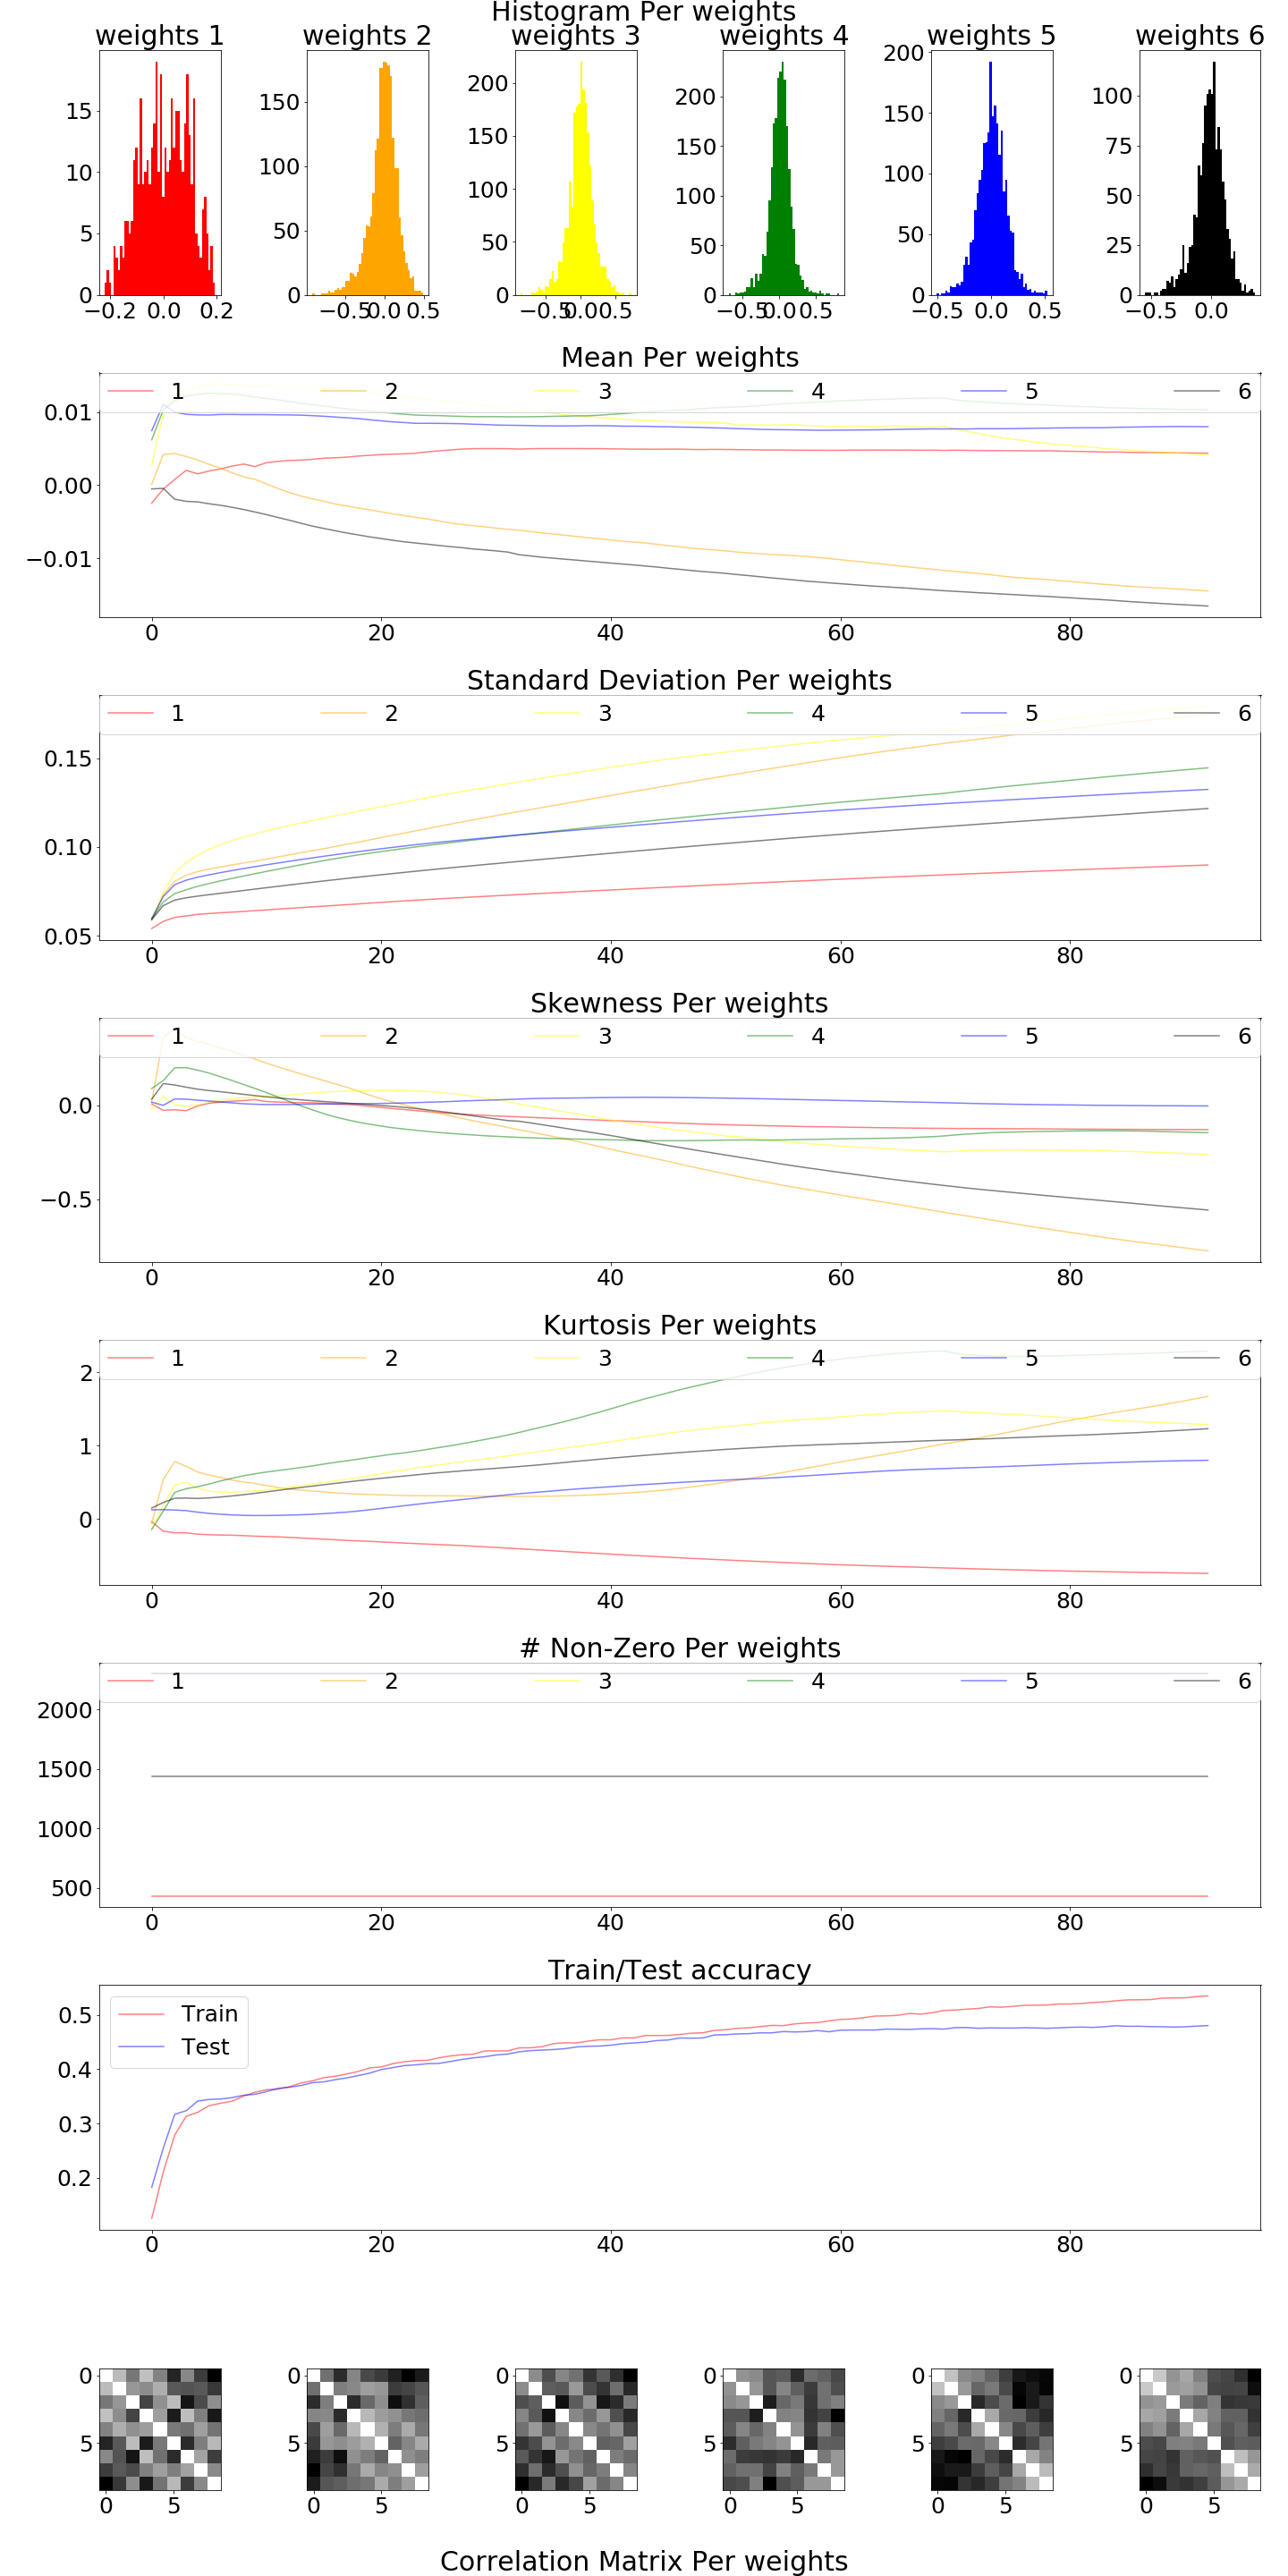 Histogram Per weights
weights 1 weights 2 weights 3 weights 4 weights 5 weights 6
15 10 5 0
−0.2 0.0 0.2
150 100 50 0
−0.5 0.0 0.5
200 150 100 50 0
−0.5 0.0 0.5
200 150 100 50 0
−0.5 0.0 0.5
200 150 100 50 0
−0.5 0.0 0.5
100 75 50 25 0
−0.5 0.0
Mean Per weights
1 2 3 4 5 6
0.01
0.00
−0.01
0 20 40 60 80
Standard Deviation Per weights
1 2 3 4 5 6
0.15
0.10
0.05
0 20 40 60 80
Skewness Per weights
1 2 3 4 5 6
0.0
−0.5
0 20 40 60 80
Kurtosis Per weights
1 2 3 4 5 6
2
1
0
0 20 40 60 80
# Non-Zero Per weights
1 2 3 4 5 6
2000
1500
1000
500
0 20 40 60 80
Train/Test accuracy
Train
Test
0.5
0.4
0.3
0.2
0 20 40 60 80
0 0 0 0 0 0
5 5 5 5 5 5
0 5 0 5 0 5 0 5 0 5 0 5
Correlation Matrix Per weights